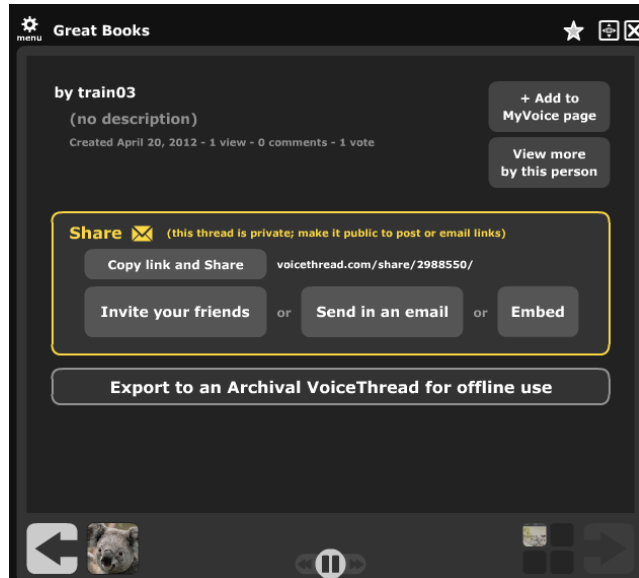 menu Great Books
by train03
(no description)
Created April 20, 2012 - 1 view - 0 comments - 1 vote
+ Add to
MyVoice page
View more
by this person
Share (this thread is private; make it public to post or email links)
Copy link and Share voicethread.com/share/2988550/
Invite your friends or Send in an email or Embed
Export to an Archival VoiceThread for offline use